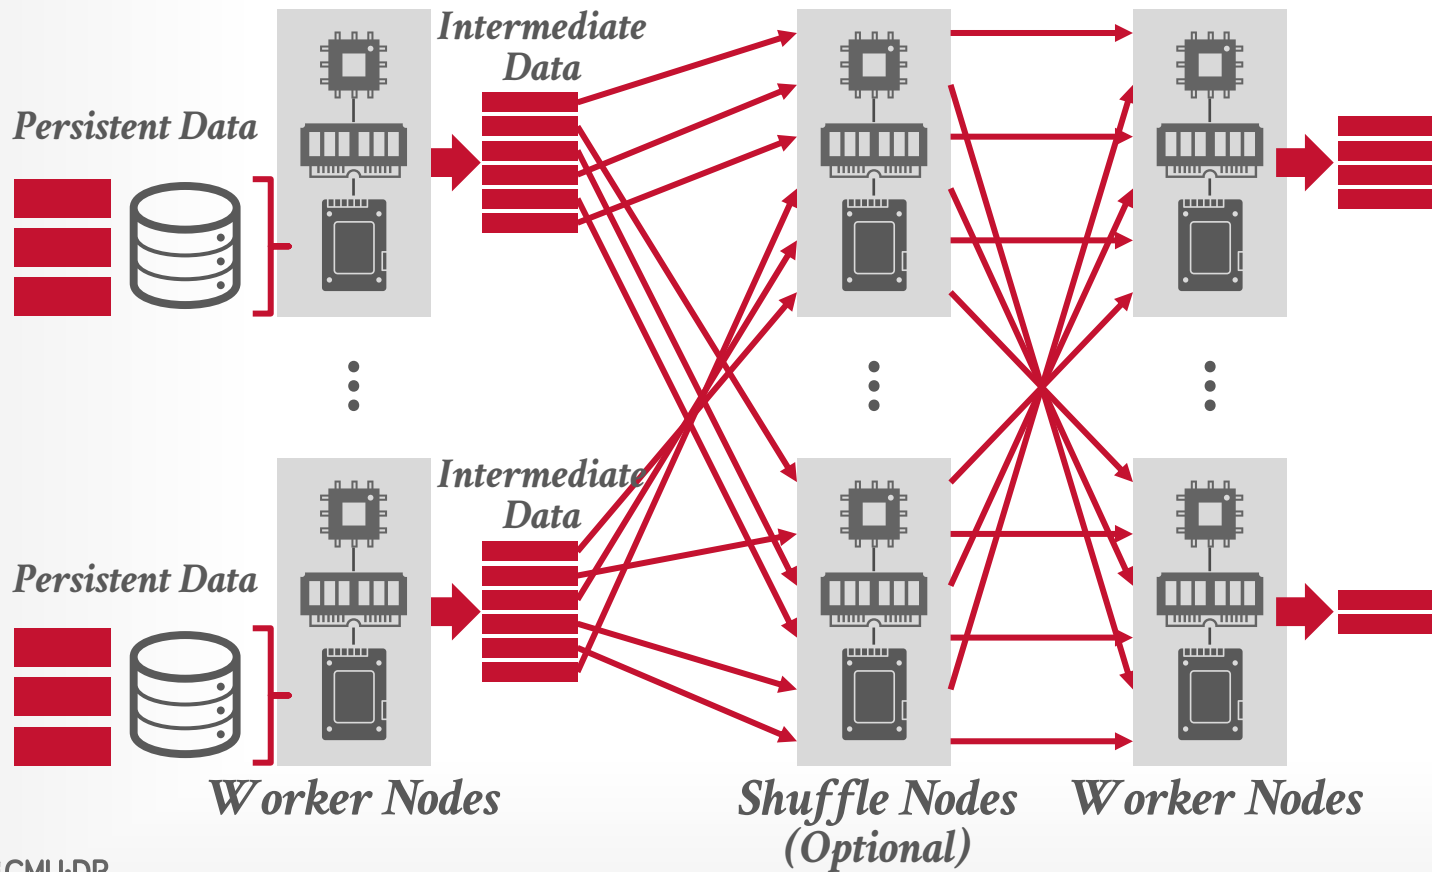 Intermediate
Data
Persistent Data
Intermediate
Data
Persistent Data
Worker Nodes
Shuffle Nodes
(Optional)
Worker Nodes